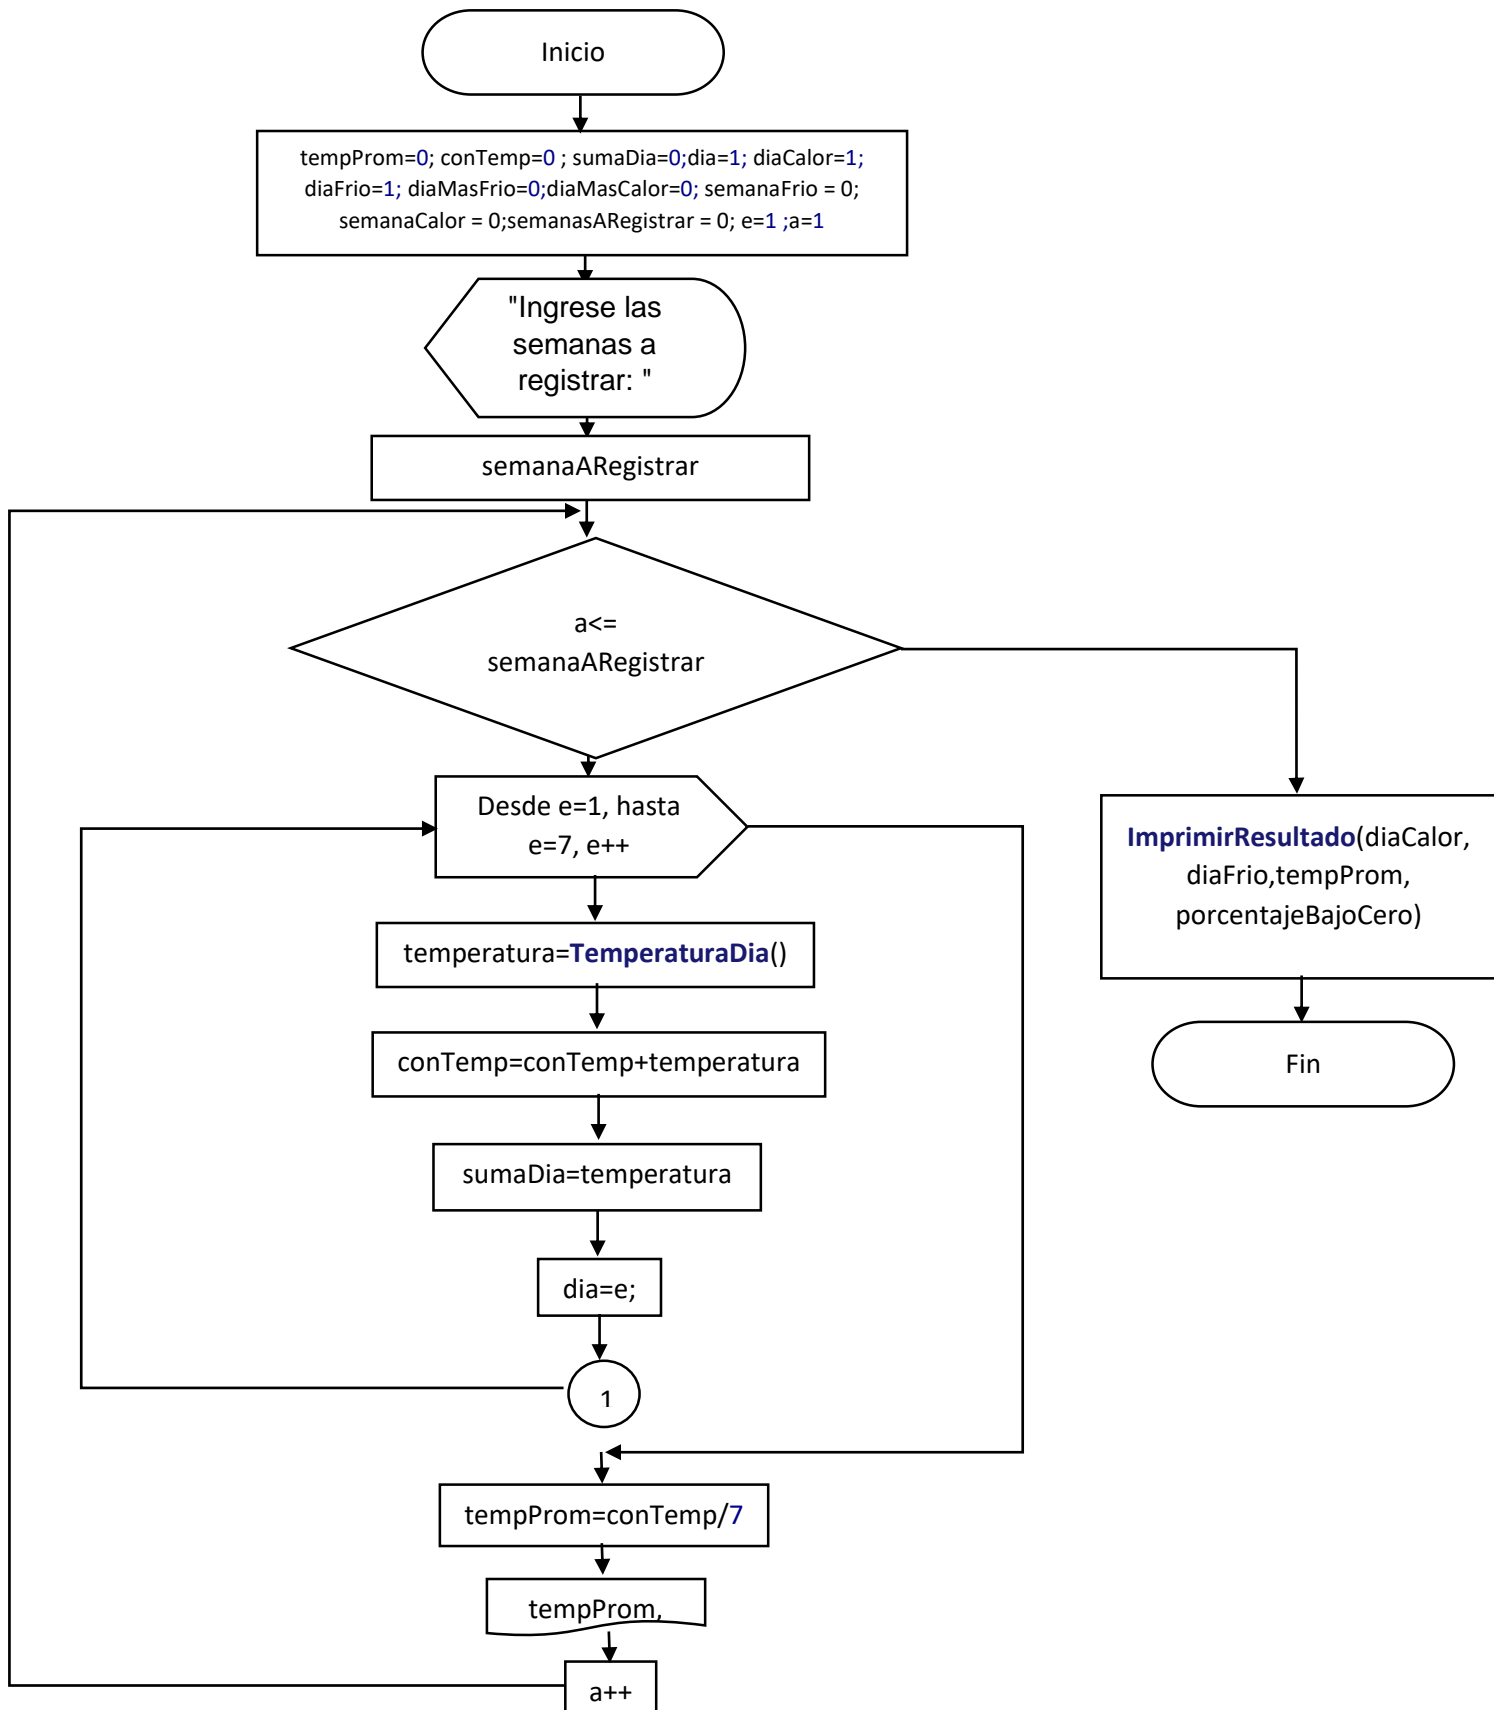 Inicio
tempProm=0; conTemp=0 ; sumaDia=0;dia=1; diaCalor=1;
diaFrio=1; diaMasFrio=0;diaMasCalor=0; semanaFrio = 0;
semanaCalor = 0;semanasARegistrar = 0; e=1 ;a=1
"Ingrese las
semanas a
registrar: "
semanaARegistrar
a<=
semanaARegistrar
Desde e=1, hasta
e=7, e++
temperatura=TemperaturaDia()
conTemp=conTemp+temperatura
sumaDia=temperatura
dia=e;
1
tempProm=conTemp/7
tempProm,
a++
ImprimirResultado(diaCalor,
diaFrio,tempProm,
porcentajeBajoCero)
Fin